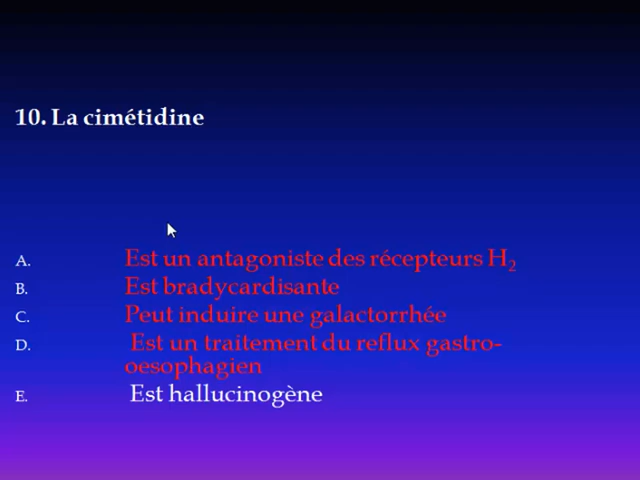 10. La cimétidine
A. Est un antagoniste des récepteurs H₂
B. Est bradycardisante
C. Peut induire une galactorrhée
D. Est un traitement du reflux gastro-
oesophagien
E. Est hallucinogène